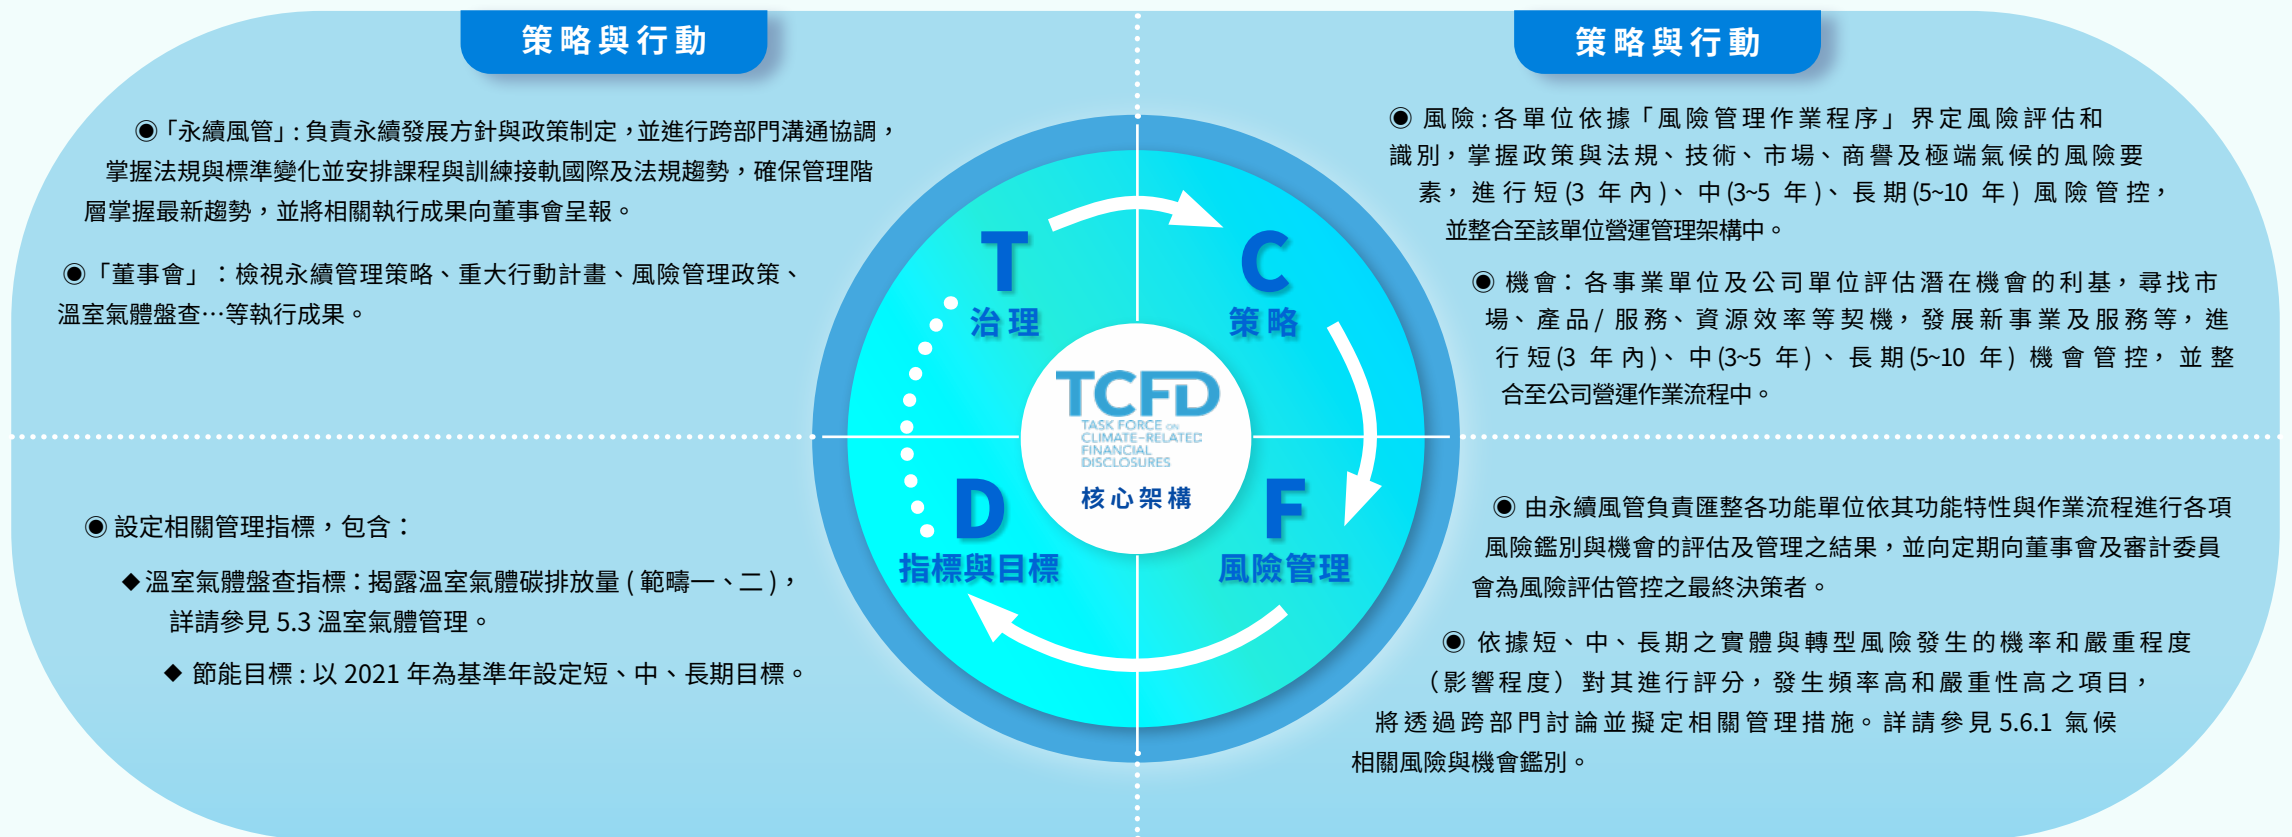 策略與行動
◉「永續風管」: 負責永續發展方針與政策制定，並進行跨部門溝通協調，
掌握法規與標準變化並安排課程與訓練接軌國際及法規趨勢，確保管理階
層掌握最新趨勢，並將相關執行成果向董事會呈報。
◉「董事會」：檢視永續管理策略、重大行動計畫、風險管理政策、
溫室氣體盤查…等執行成果。
策略與行動
◉ 風險 : 各單位依據「風險管理作業程序」界定風險評估和
識別，掌握政策與法規、技術、市場、商譽及極端氣候的風險要
素，進行短 (3 年內 )、中 (3~5 年 )、長期 (5~10 年 ) 風險管控，
並整合至該單位營運管理架構中。
◉ 機會：各事業單位及公司單位評估潛在機會的利基，尋找市
場、產品 / 服務、資源效率等契機，發展新事業及服務等，進
行短 (3 年內 )、中 (3~5 年 ) 、長期 (5~10 年 ) 機會管控，並整
合至公司營運作業流程中。
T
治理
C
策略
TCFD
TASK FORCE ON
CLIMATE-RELATED
FINANCIAL
DISCLOSURES
核心架構
D
指標與目標
F
風險管理
◉ 設定相關管理指標，包含：
◆ 溫室氣體盤查指標：揭露溫室氣體碳排放量 ( 範疇一、二 )，
詳請參見 5.3 溫室氣體管理。
◆ 節能目標 : 以 2021 年為基準年設定短、中、長期目標。
◉ 由永續風管負責匯整各功能單位依其功能特性與作業流程進行各項
風險鑑別與機會的評估及管理之結果，並向定期向董事會及審計委員
會為風險評估管控之最終決策者。
◉ 依據短、中、長期之實體與轉型風險發生的機率和嚴重程度
（影響程度）對其進行評分，發生頻率高和嚴重性高之項目，
將透過跨部門討論並擬定相關管理措施。詳請參見 5.6.1 氣候
相關風險與機會鑑別。